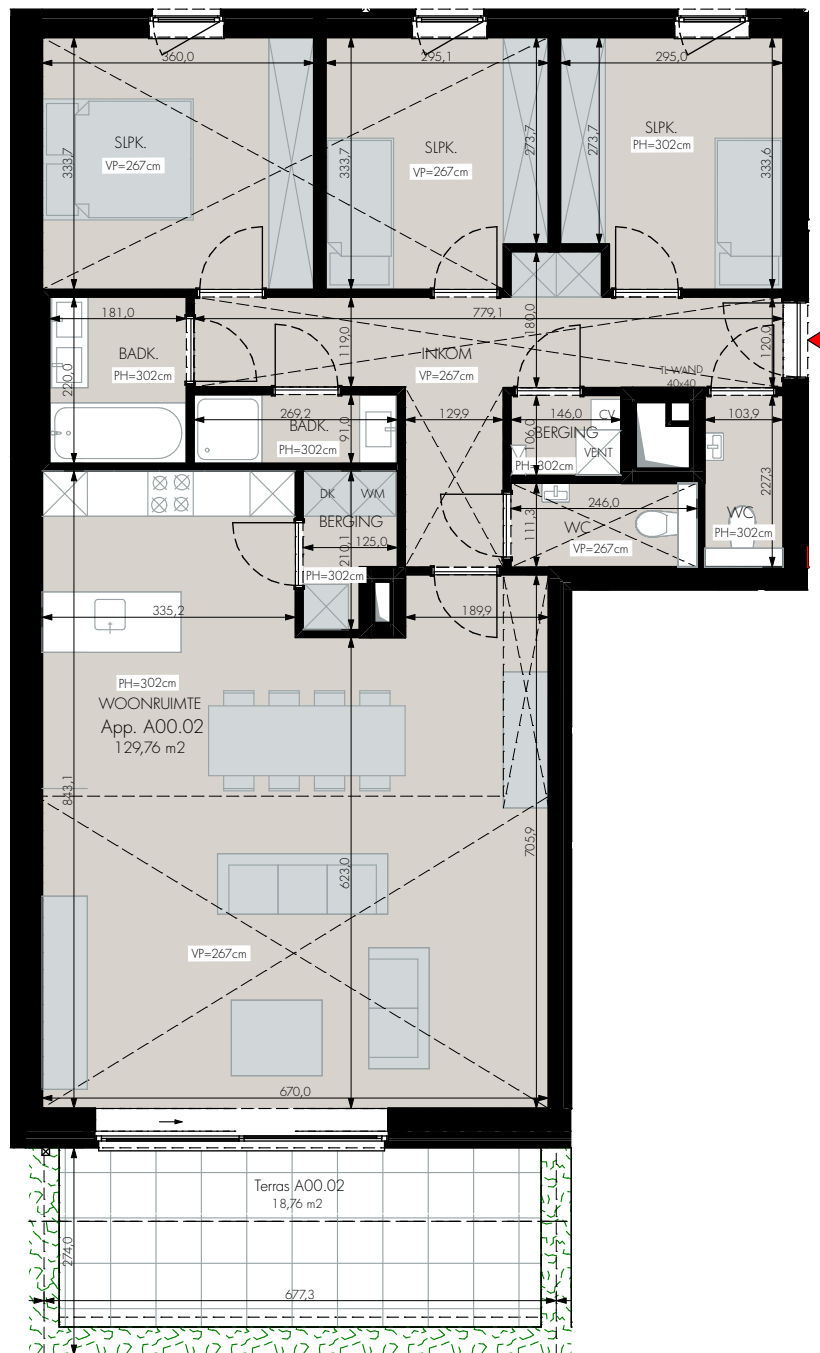 360,0
295,1
295,0
SLPK.
VP=267cm
SLPK.
VP=267cm
SLPK.
PH=302cm
333,7
333,7
273,7
273,7
333,6
181,0
779,1
220,0
BADK.
PH=302cm
119,0
INKOM
VP=267cm
180,0
120,0
TL WAND
40x40
269,2
BADK.
PH=302cm
91,0
129,9
146,0
CV
BERGING
VENT
PH=302cm
106,0
103,9
227,3
WC
PH=302cm
246,0
WC
VP=267cm
111,3
DK
WM
BERGING
125,0
PH=302cm
210,1
335,2
189,9
PH=302cm
WOONRUIMTE
App. A00.02
129,76 m2
843,1
623,0
705,9
VP=267cm
670,0
Terras A00.02
18,76 m2
274,0
677,3